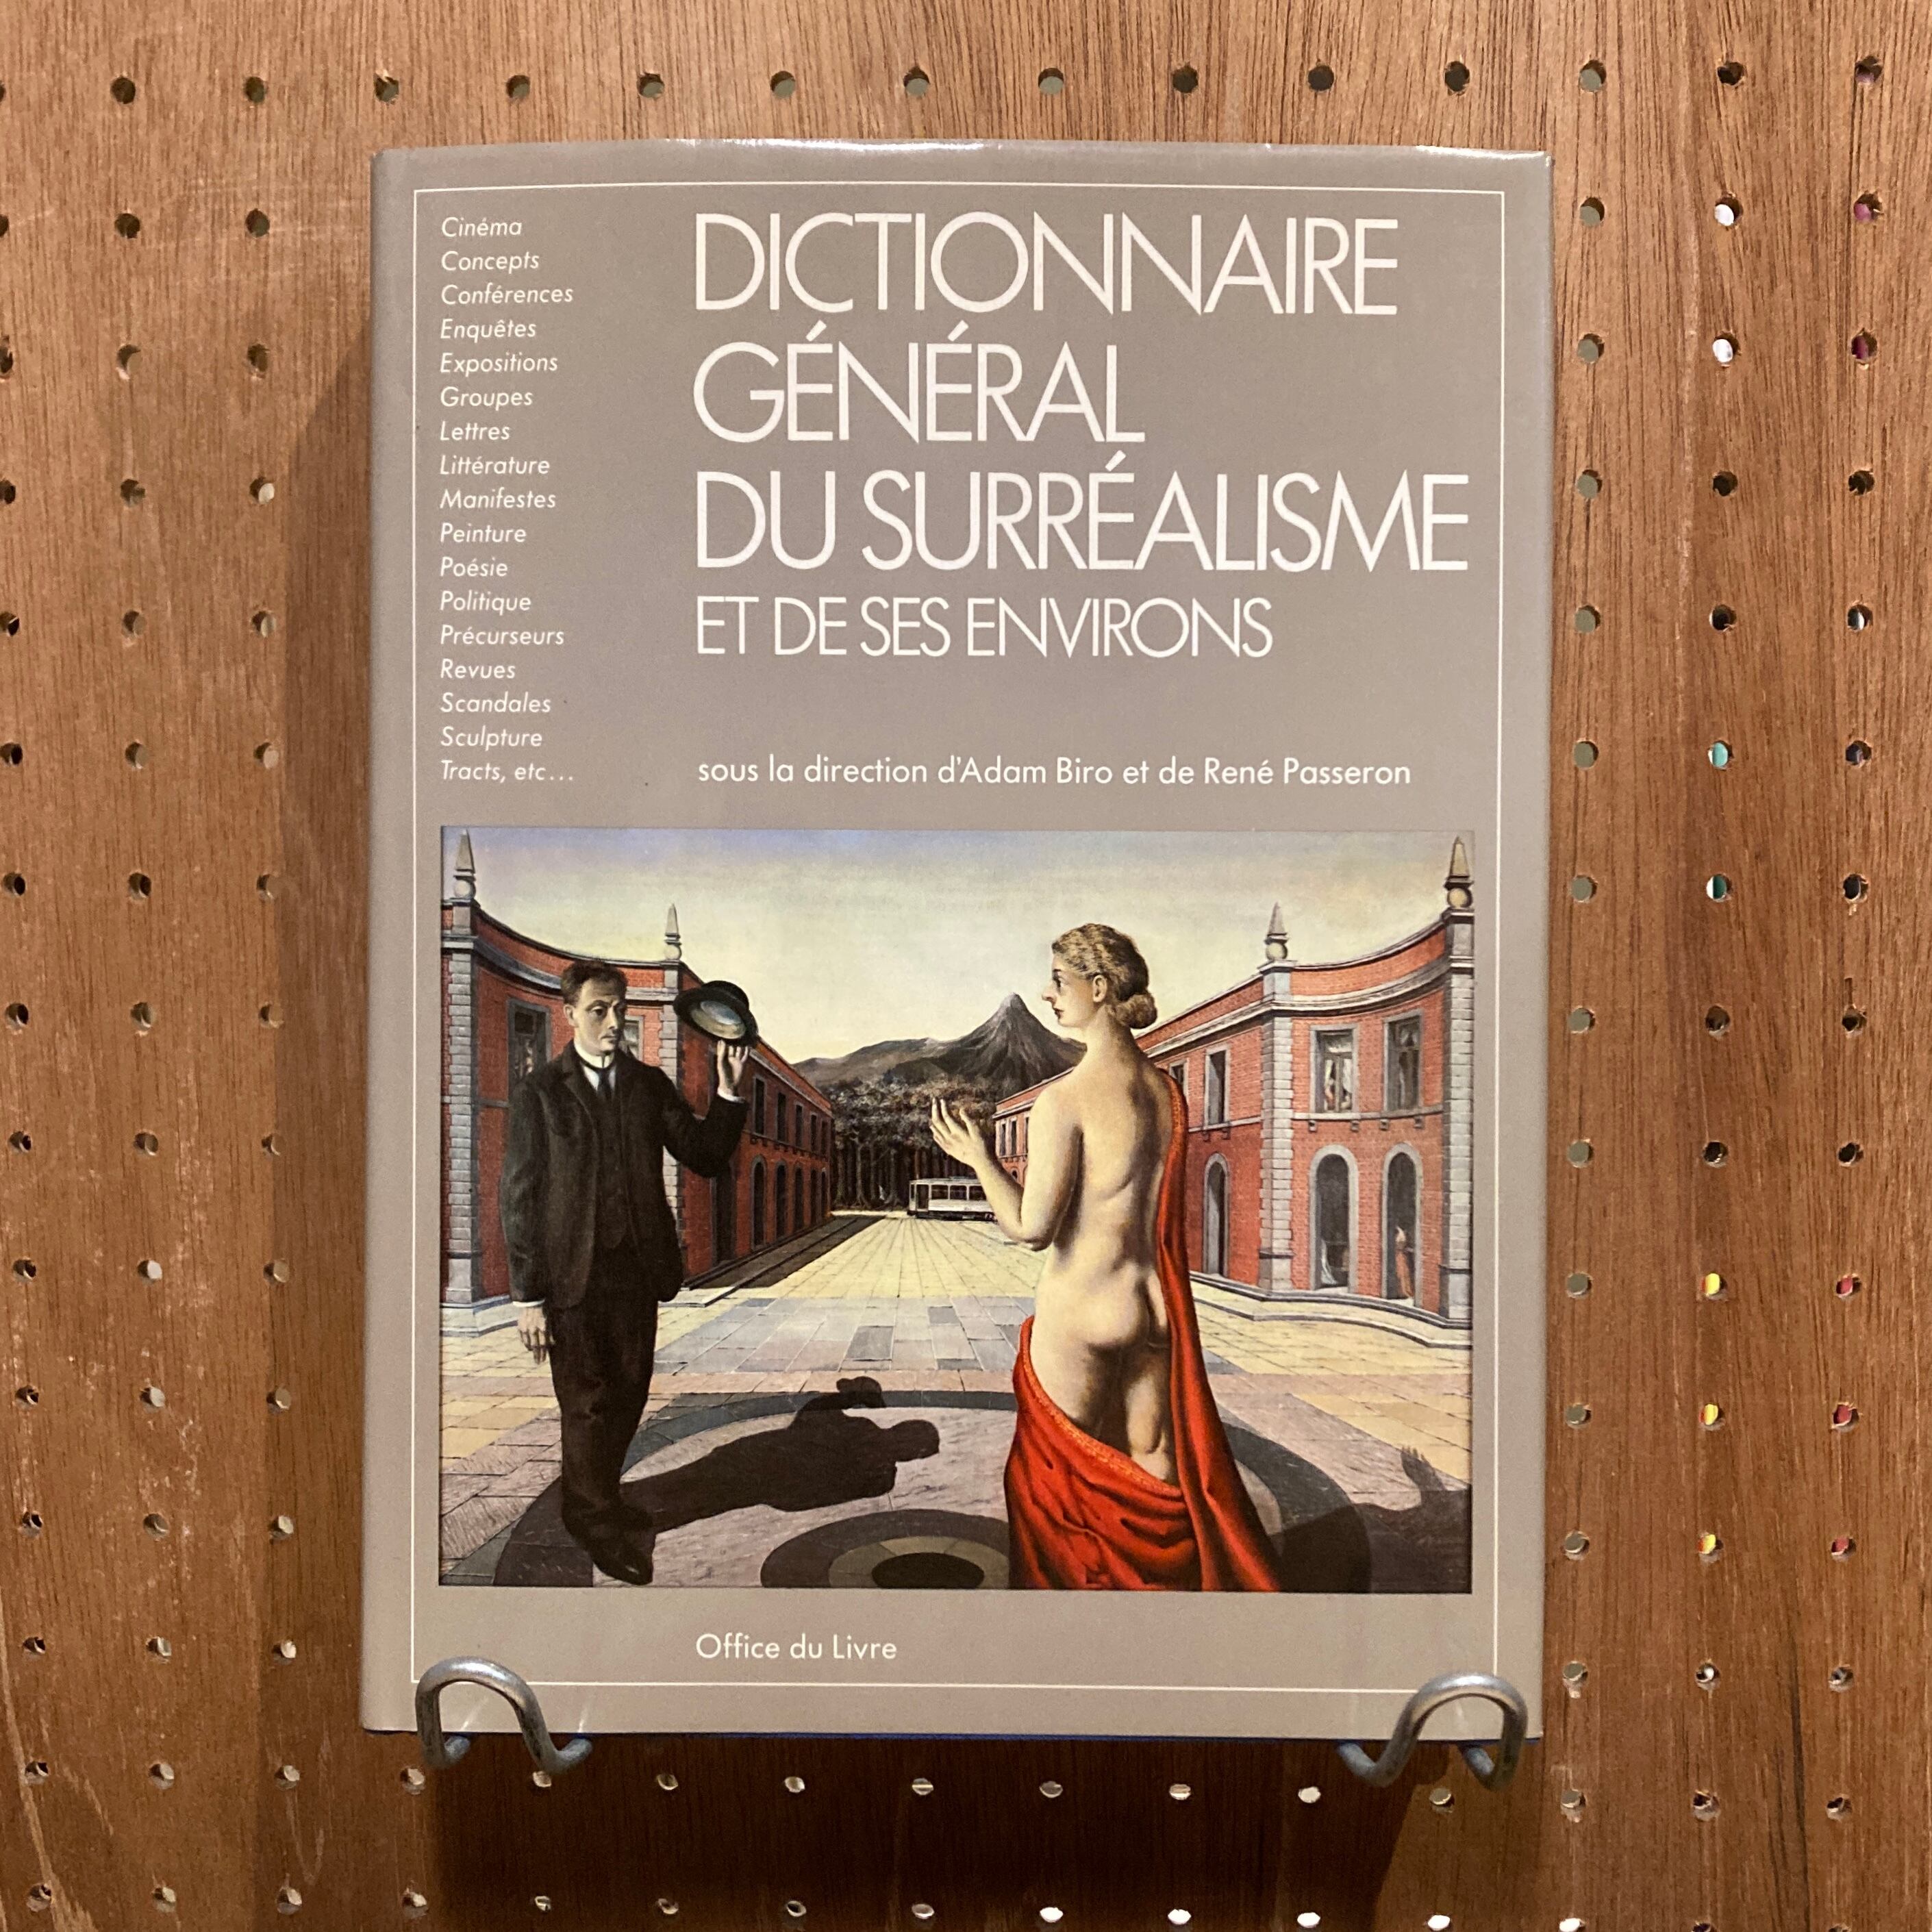 Cinéma
Concepts
Conférences
Enquêtes
Expositions
Groupes
Lettres
Littérature
Manifestes
Peinture
Poésie
Politique
Précurseurs
Revues
Scandales
Sculpture
Tracts, etc...
DICTIONNAIRE
GÉNÉRAL
DU SURRÉALISME
ET DE SES ENVIRONS
sous la direction d'Adam Biro et de René Passeron
Office du Livre